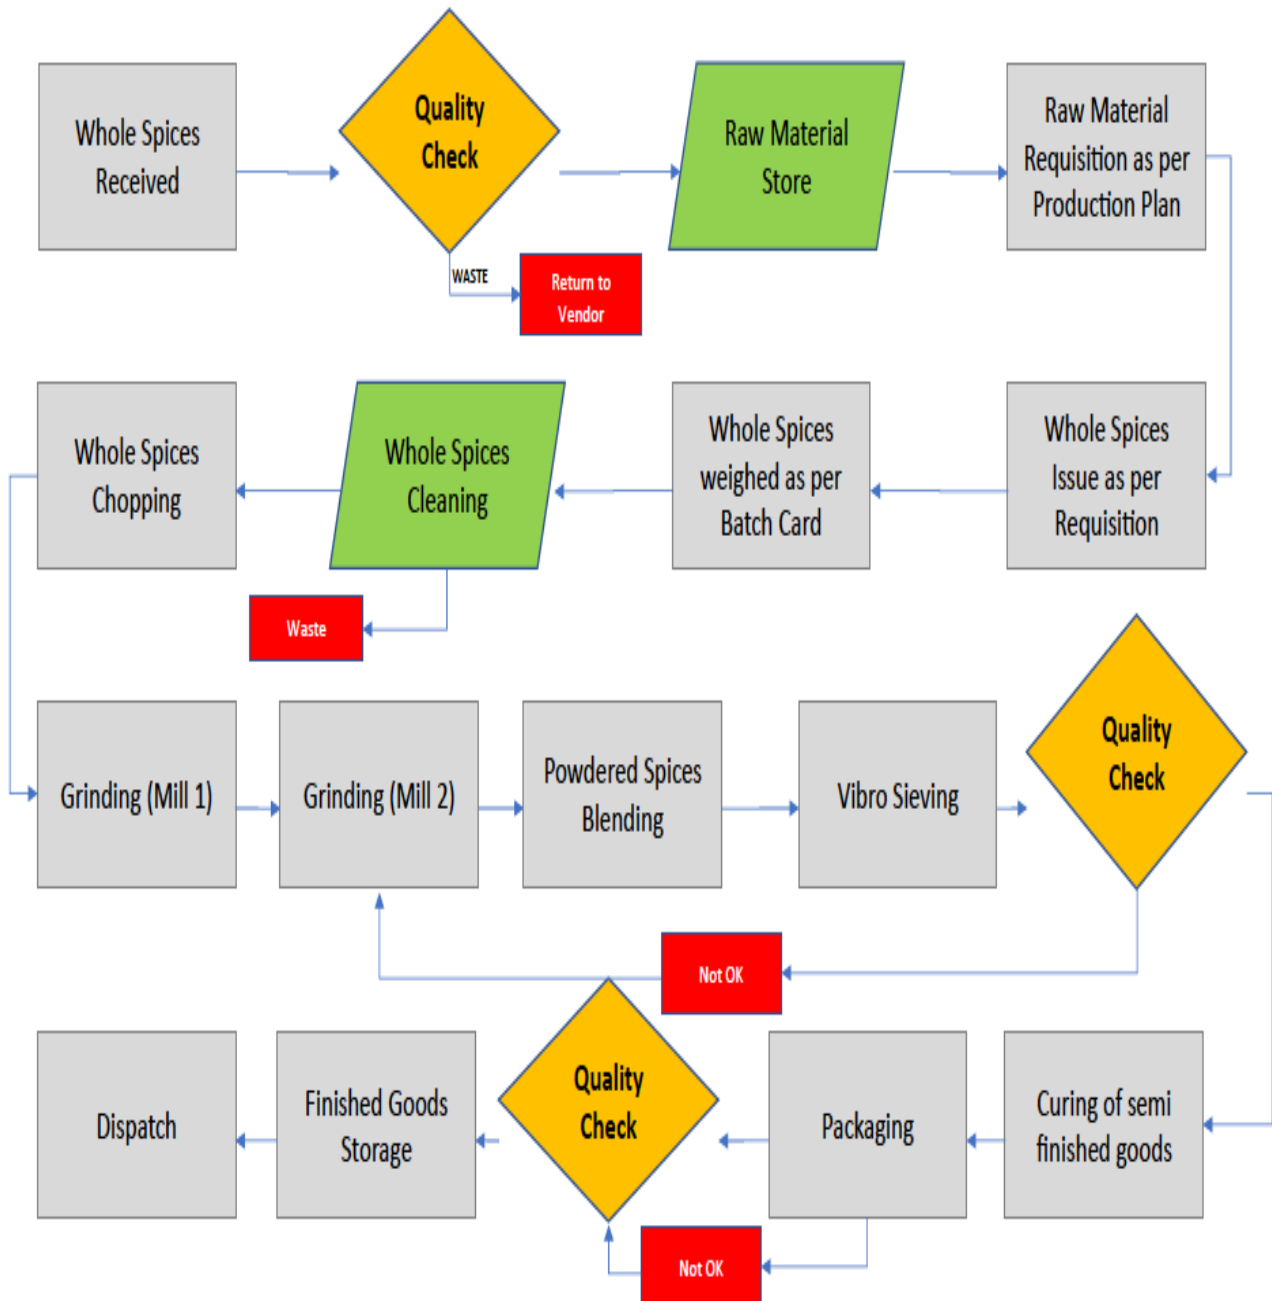 Whole Spices
Received
Quality
Check
Raw Material
Store
Raw Material
Requisition as per
Production Plan
WASTE
Return to
Vendor
Whole Spices
Chopping
Whole Spices
Cleaning
Whole Spices
weighed as per
Batch Card
Whole Spices
Issue as per
Requisition
Waste
Grinding (Mill 1)
Grinding (Mill 2)
Powdered Spices
Blending
Vibro Sieving
Quality
Check
Not OK
Dispatch
Finished Goods
Storage
Quality
Check
Packaging
Curing of semi
finished goods
Not OK